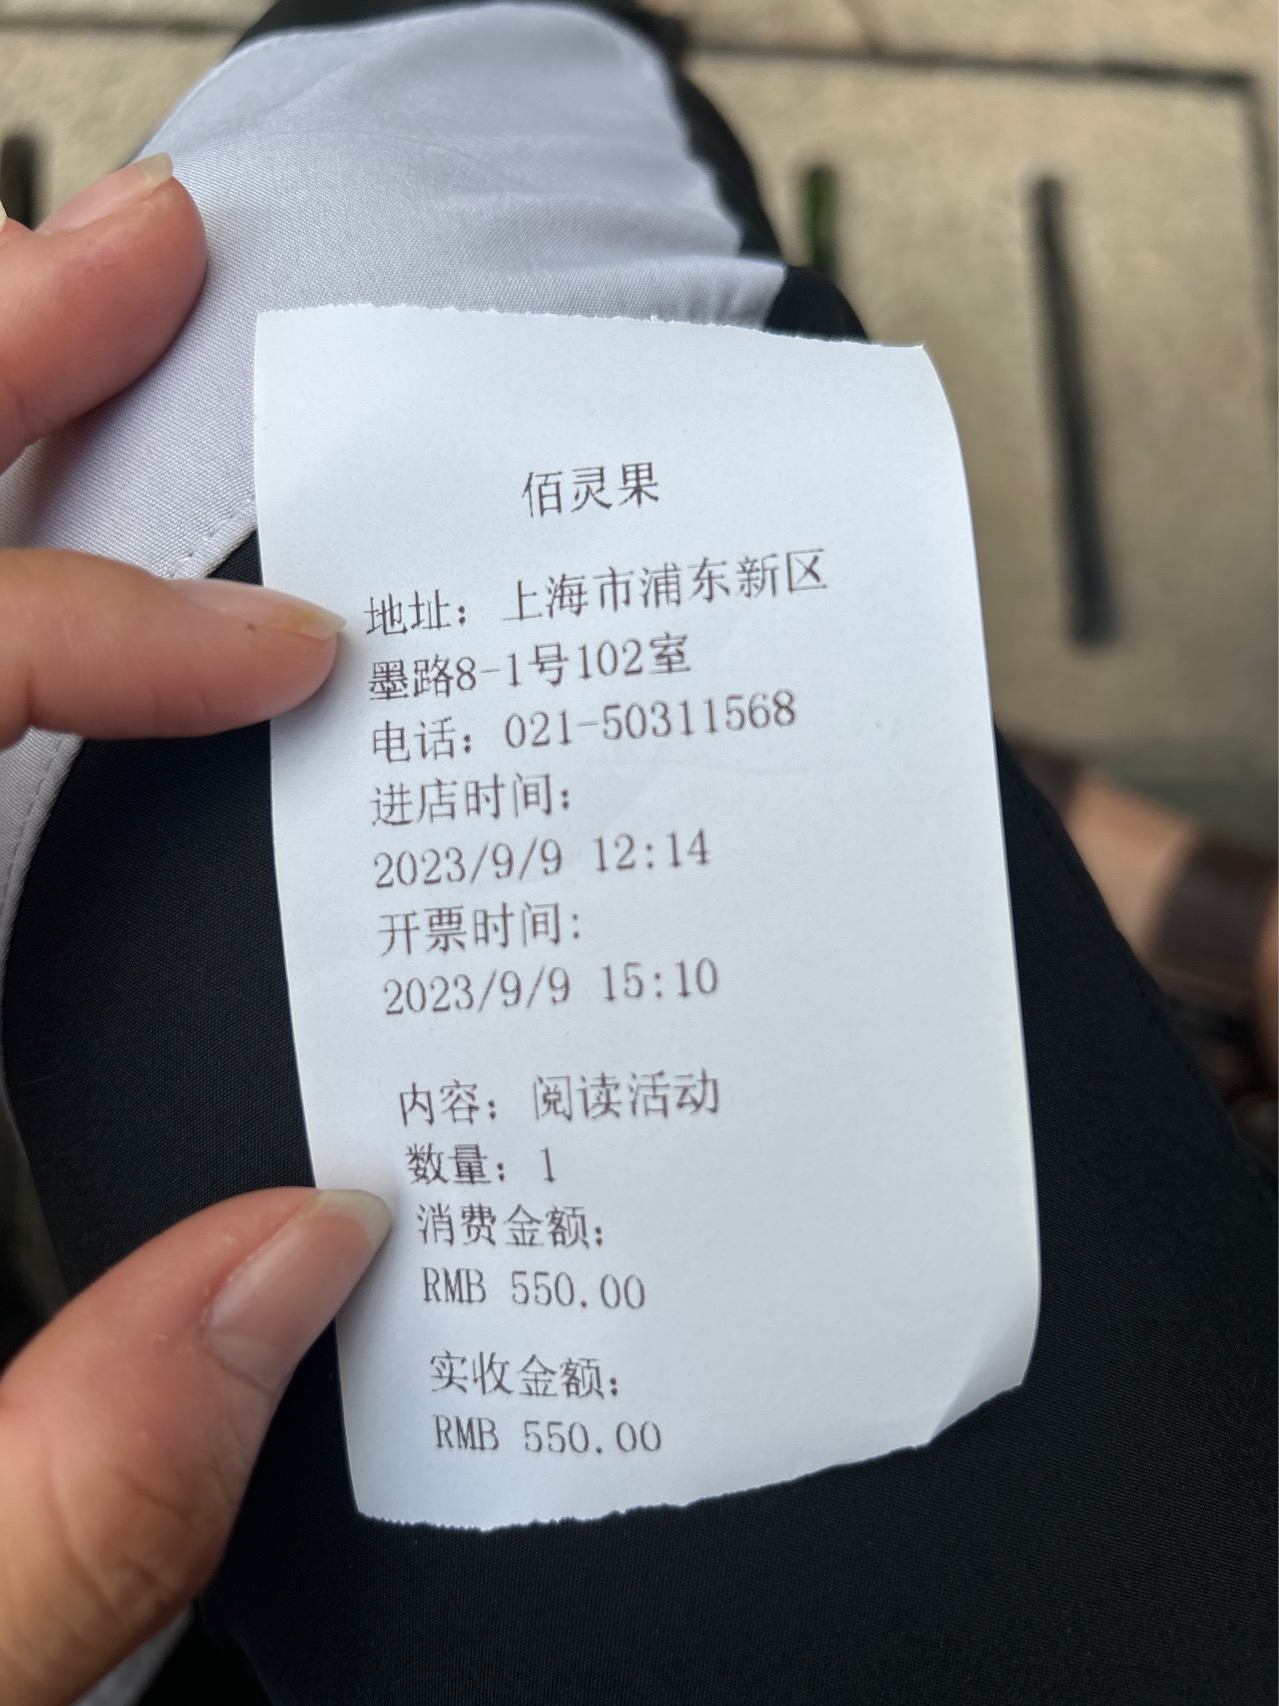 佰灵果
地址：上海市浦东新区
墨路8-1号102室
电话：021-50311568
进店时间：
2023/9/9 12:14
开票时间：
2023/9/9 15:10
内容：阅读活动
数量：1
消费金额：
RMB 550.00
实收金额：
RMB 550.00